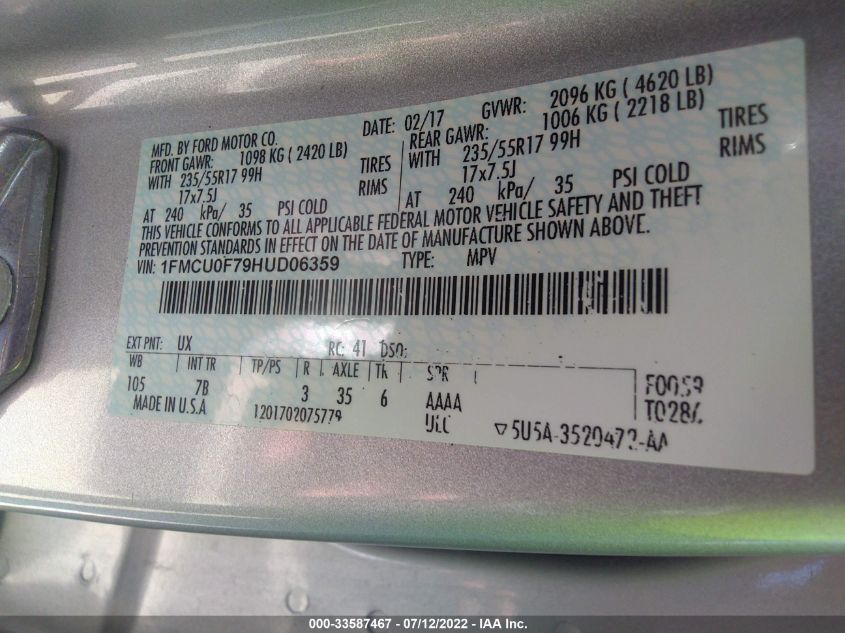 MFD. BY FORD MOTOR CO.
DATE: 02/17
GVWR: 2096 KG ( 4620 LB)
FRONT GAWR: 1098 KG ( 2420 LB)
REAR GAWR: 1006 KG ( 2218 LB)
WITH 235/55R17 99H TIRES
WITH 235/55R17 99H TIRES
17x7.5J RIMS
17x7.5J RIMS
AT 240 kPa/ 35 PSI COLD
AT 240 kPa/ 35 PSI COLD
THIS VEHICLE CONFORMS TO ALL APPLICABLE FEDERAL MOTOR VEHICLE SAFETY AND THEFT
PREVENTION STANDARDS IN EFFECT ON THE DATE OF MANUFACTURE SHOWN ABOVE.
VIN: 1FMCU0F79HUD06359 TYPE: MPV
EXT PNT: UX RC: 41 DSO:
WB INT TR TP/PS R AXLE TR SPR
105 7B 3 35 6 AAAA
MADE IN U.S.A 1201702075779
▽5U5A-3520472-AA
000-33587467 - 07/12/2022 - IAA Inc.